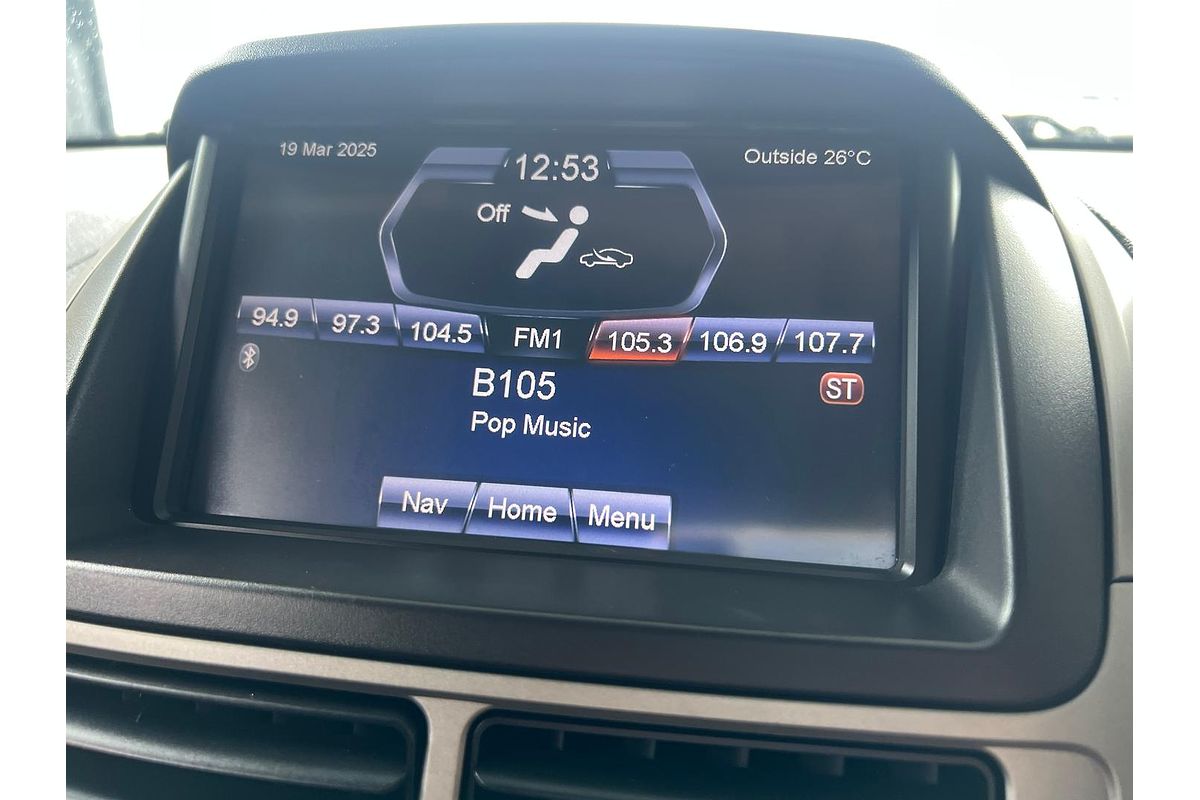 19 Mar 2025
12:53
Outside 26°C
Off
94.9 97.3 104.5 FM1 105.3 106.9 107.7
B105
ST
Pop Music
Nav Home Menu